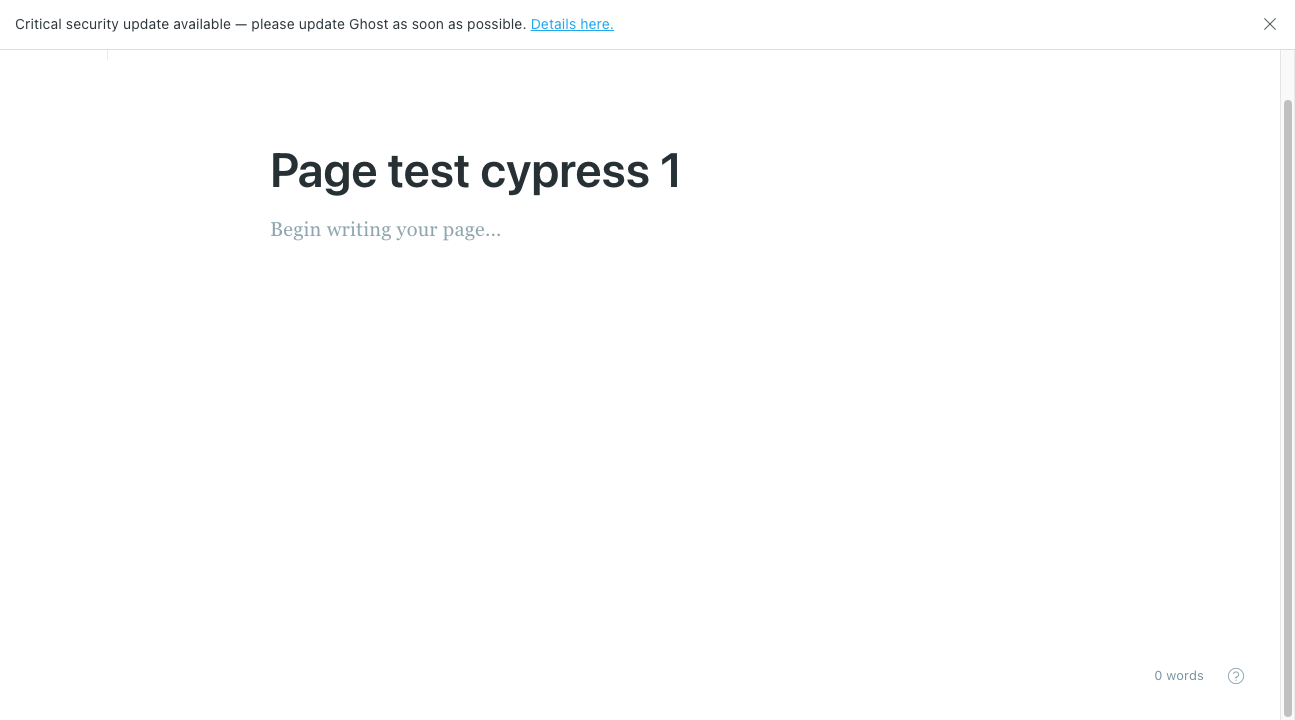 Critical security update available — please update Ghost as soon as possible. Details here.
Page test cypress 1
Begin writing your page...
0 words
?